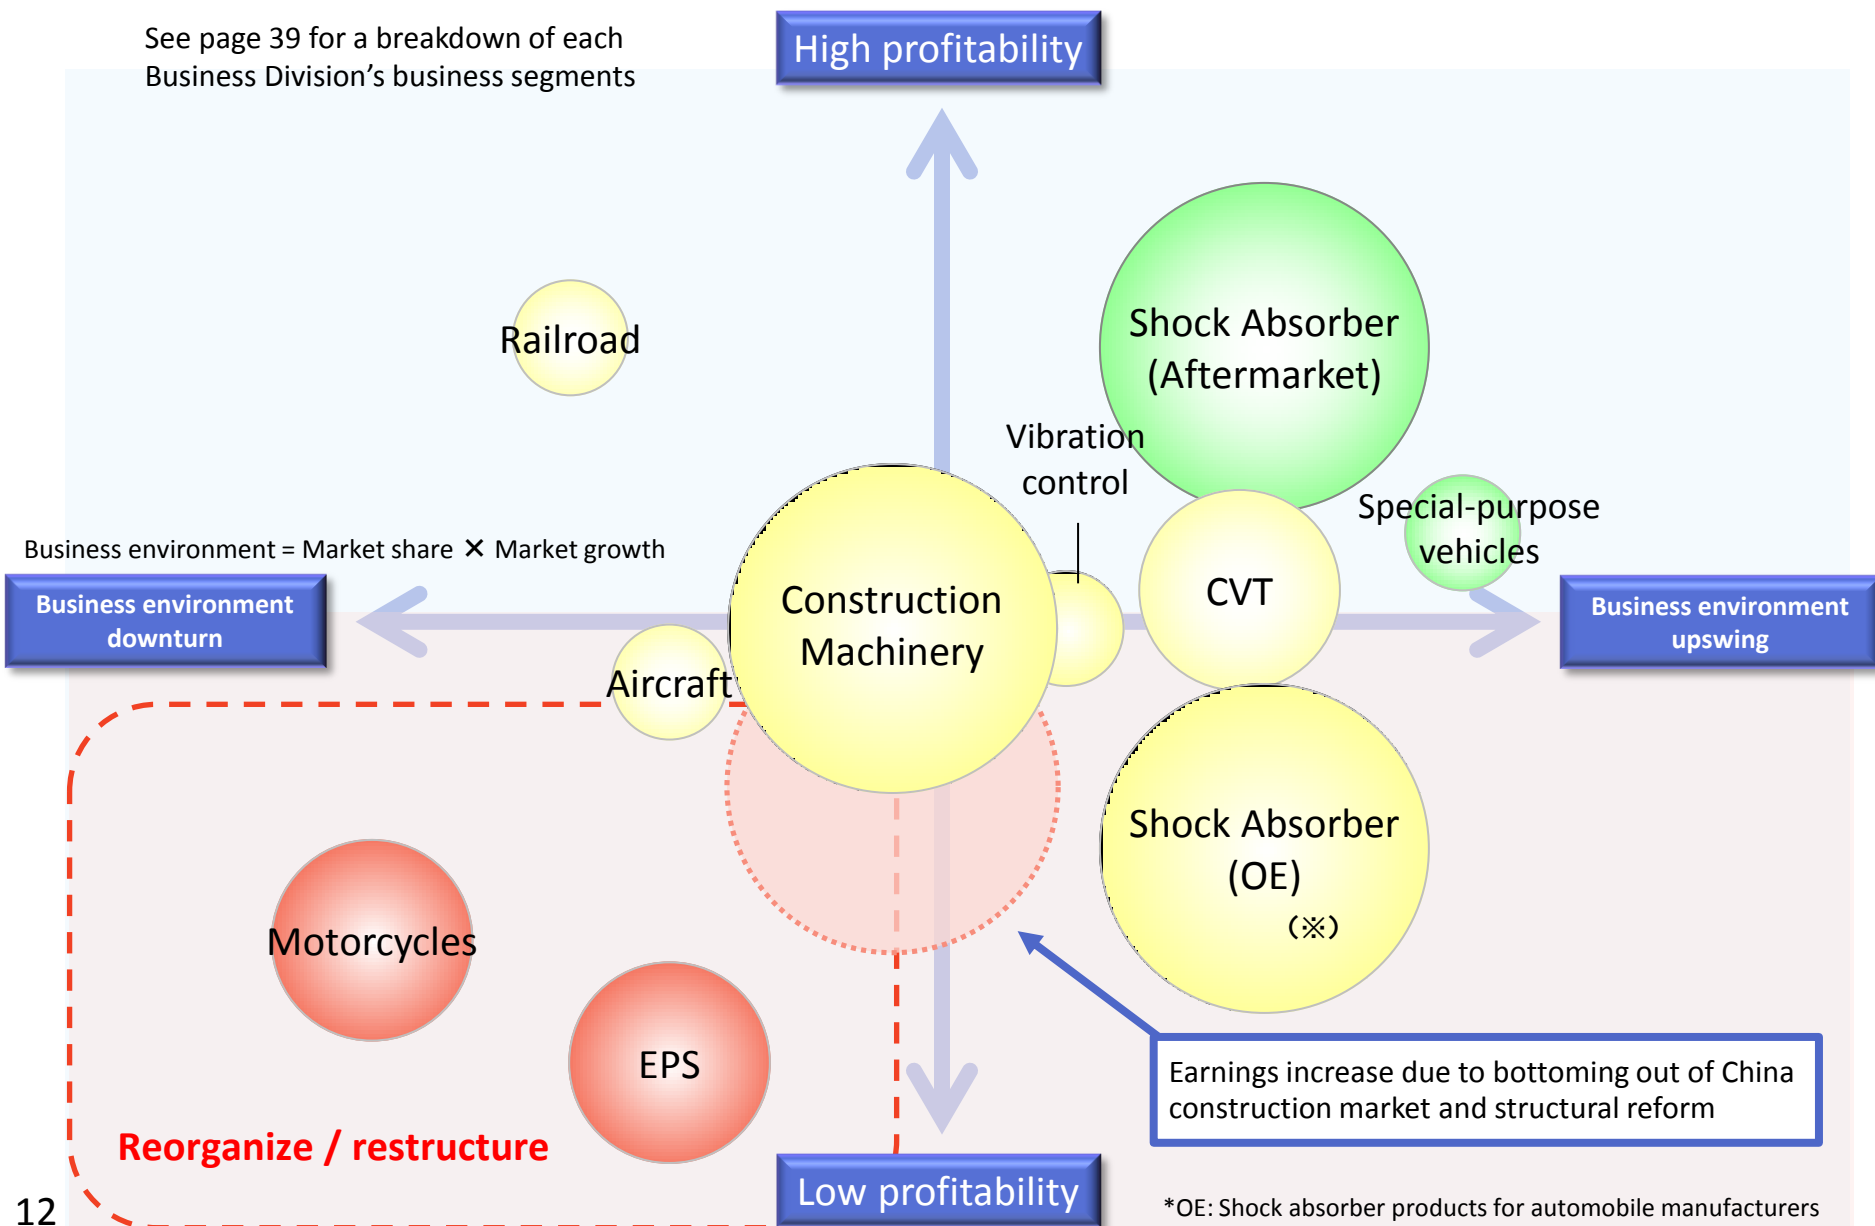 See page 39 for a breakdown of each
Business Division's business segments
High profitability
Railroad
Shock Absorber
(Aftermarket)
Vibration
control
Special-purpose
vehicles
Business environment = Market share × Market growth
Business environment
downturn
Construction
Machinery
CVT
Business environment
upswing
Aircraft
Shock Absorber
(OE)
(※)
Motorcycles
EPS
Earnings increase due to bottoming out of China
construction market and structural reform
Reorganize / restructure
Low profitability
*OE: Shock absorber products for automobile manufacturers
12